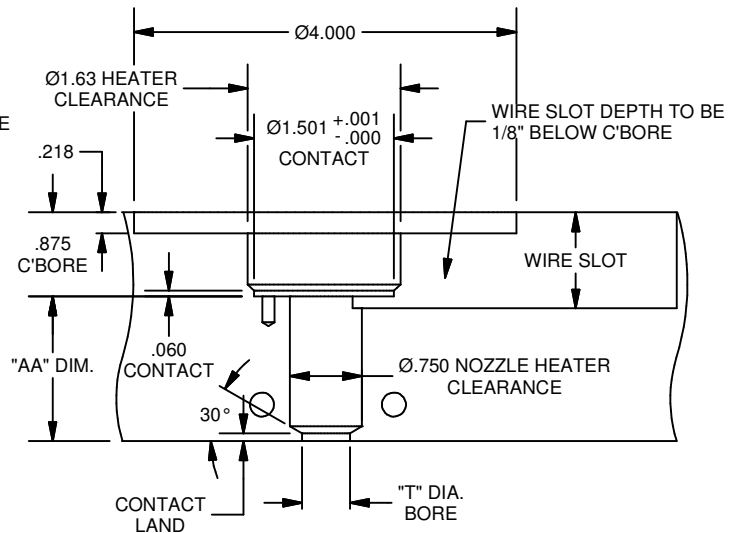 Ø4.000
Ø1.63 HEATER
CLEARANCE
E
Ø1.501 +.001
- .000
CONTACT
WIRE SLOT DEPTH TO BE
1/8" BELOW C'BORE
.218
.875
C'BORE
WIRE SLOT
"AA" DIM.
.060
CONTACT
Ø.750 NOZZLE HEATER
CLEARANCE
30°
CONTACT
LAND
"T" DIA.
BORE